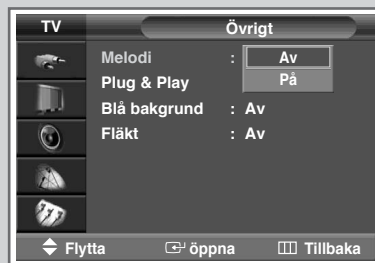 TV Övrigt
Melodi : Av
På
Plug & Play
Blå bakgrund : Av
Fläkt : Av
Flytta öppna Tillbaka